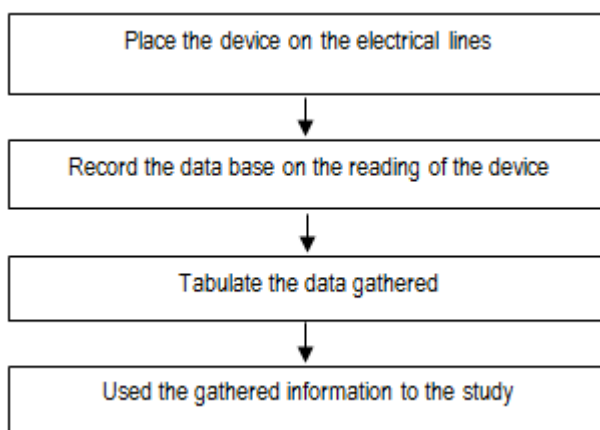 Place the device on the electrical lines
Record the data base on the reading of the device
Tabulate the data gathered
Used the gathered information to the study